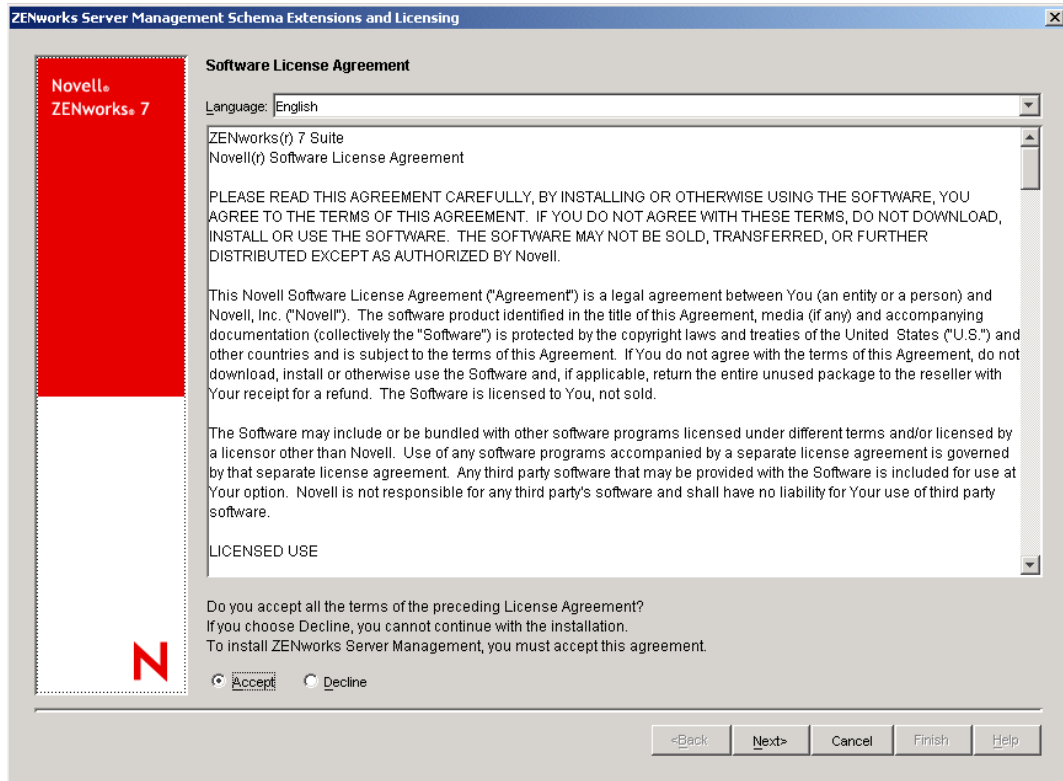 ZENworks Server Management Schema Extensions and Licensing
Novell®
ZENworks® 7
Software License Agreement
Language: English
ZENworks(r) 7 Suite
Novell(r) Software License Agreement
PLEASE READ THIS AGREEMENT CAREFULLY, BY INSTALLING OR OTHERWISE USING THE SOFTWARE, YOU
AGREE TO THE TERMS OF THIS AGREEMENT.  IF YOU DO NOT AGREE WITH THESE TERMS, DO NOT DOWNLOAD,
INSTALL OR USE THE SOFTWARE.  THE SOFTWARE MAY NOT BE SOLD, TRANSFERRED, OR FURTHER
DISTRIBUTED EXCEPT AS AUTHORIZED BY Novell.
This Novell Software License Agreement ("Agreement") is a legal agreement between You (an entity or a person) and
Novell, Inc. ("Novell").  The software product identified in the title of this Agreement, media (if any) and accompanying
documentation (collectively the "Software") is protected by the copyright laws and treaties of the United  States ("U.S.") and
other countries and is subject to the terms of this Agreement.  If You do not agree with the terms of this Agreement, do not
download, install or otherwise use the Software and, if applicable, return the entire unused package to the reseller with
Your receipt for a refund.  The Software is licensed to You, not sold.
The Software may include or be bundled with other software programs licensed under different terms and/or licensed by
a licensor other than Novell.  Use of any software programs accompanied by a separate license agreement is governed
by that separate license agreement.  Any third party software that may be provided with the Software is included for use at
Your option.  Novell is not responsible for any third party's software and shall have no liability for Your use of third party
software.
LICENSED USE
Do you accept all the terms of the preceding License Agreement?
If you choose Decline, you cannot continue with the installation.
To install ZENworks Server Management, you must accept this agreement.
N
Accept Decline
<Back Next> Cancel Finish Help